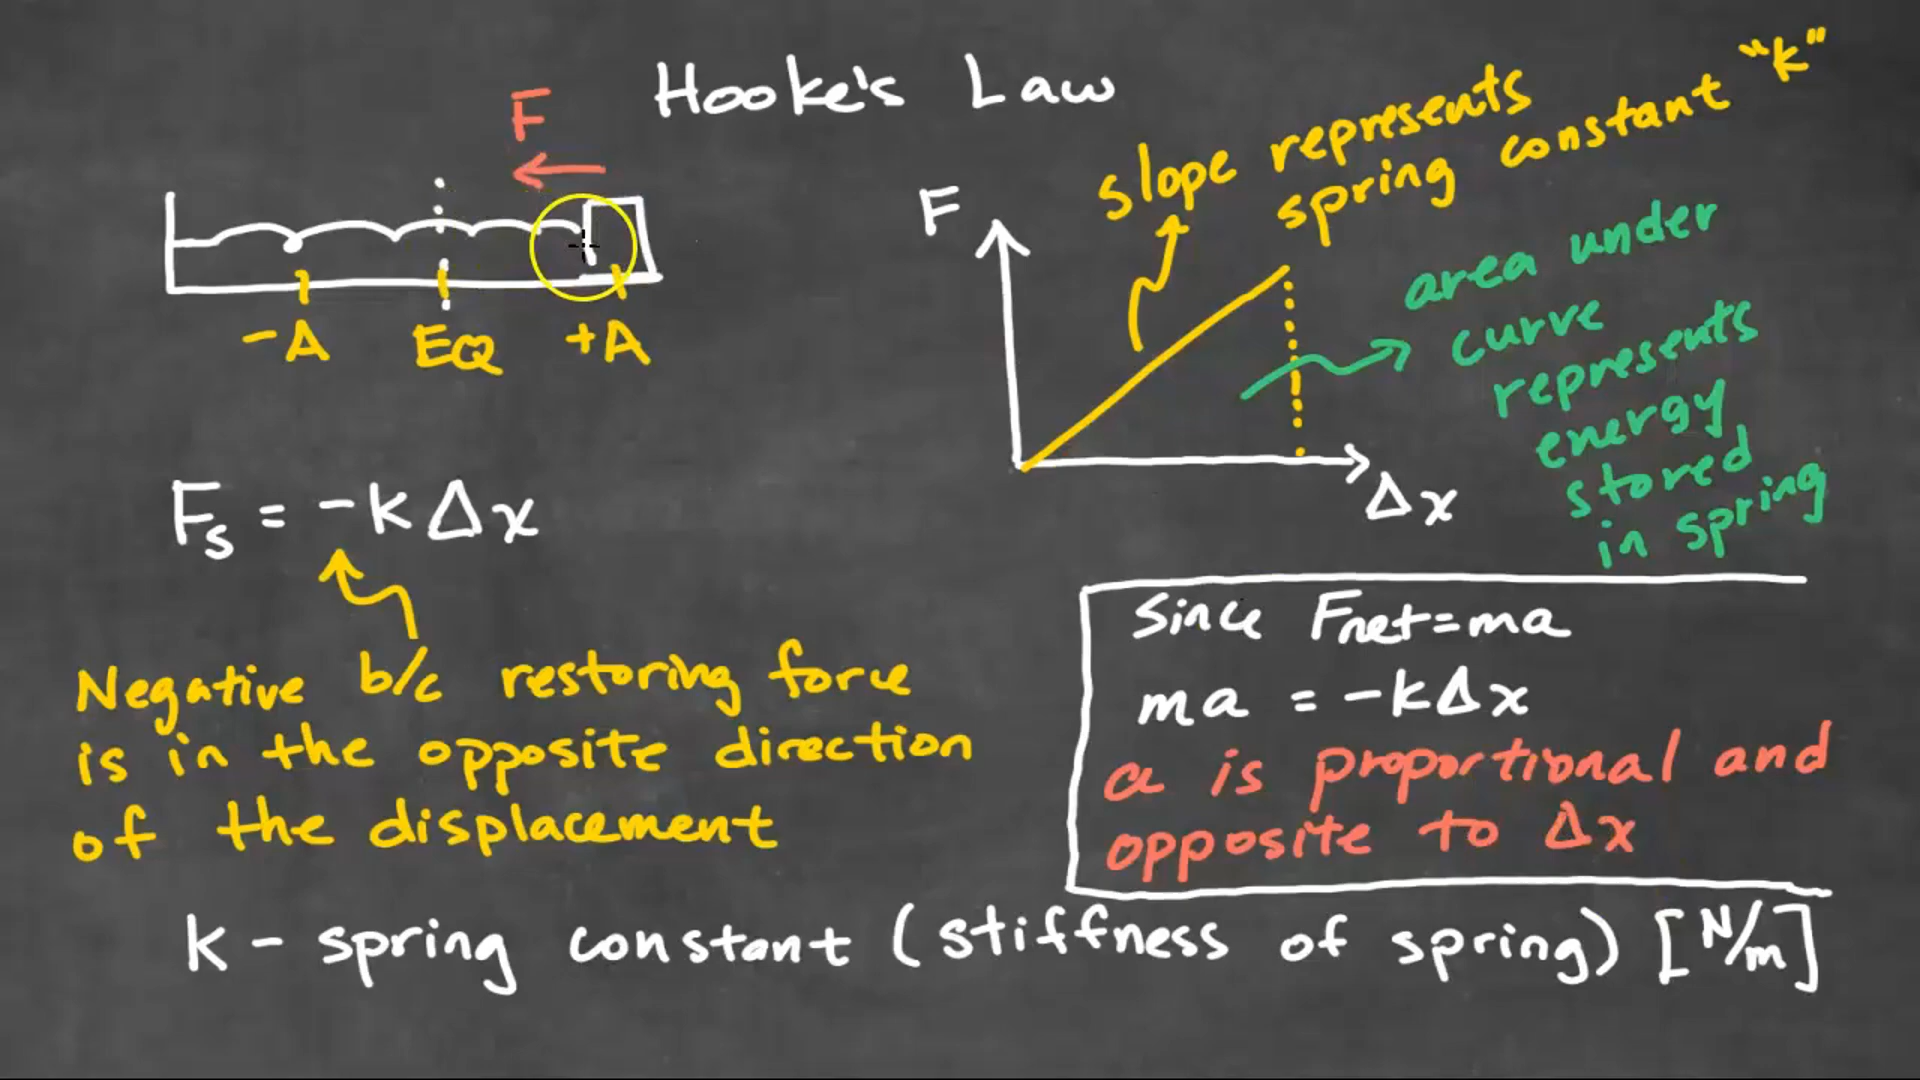 Hooke's Law
F
-A
EQ
+A
F
Δx
slope represents
spring constant "k"
area under
curve
represents
energy
stored
in spring
Fs = -kΔx
Negative b/c restoring force
is in the opposite direction
of the displacement
Since Fnet=ma
ma = -kΔx
a is proportional and
opposite to Δx
k - spring constant (stiffness of spring) [N/m]